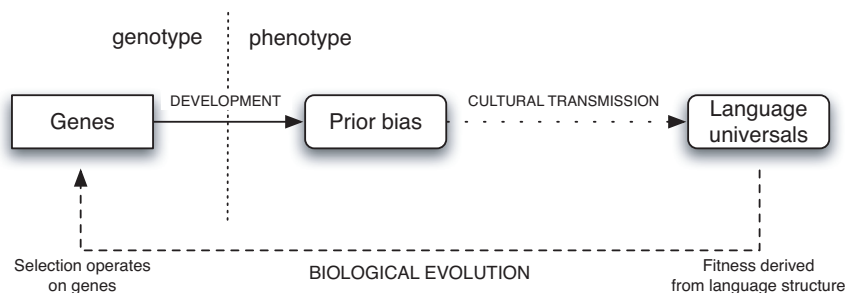 genotype
phenotype
DEVELOPMENT
CULTURAL TRANSMISSION
Genes
Prior bias
Language
universals
Selection operates
on genes
BIOLOGICAL EVOLUTION
Fitness derived
from language structure